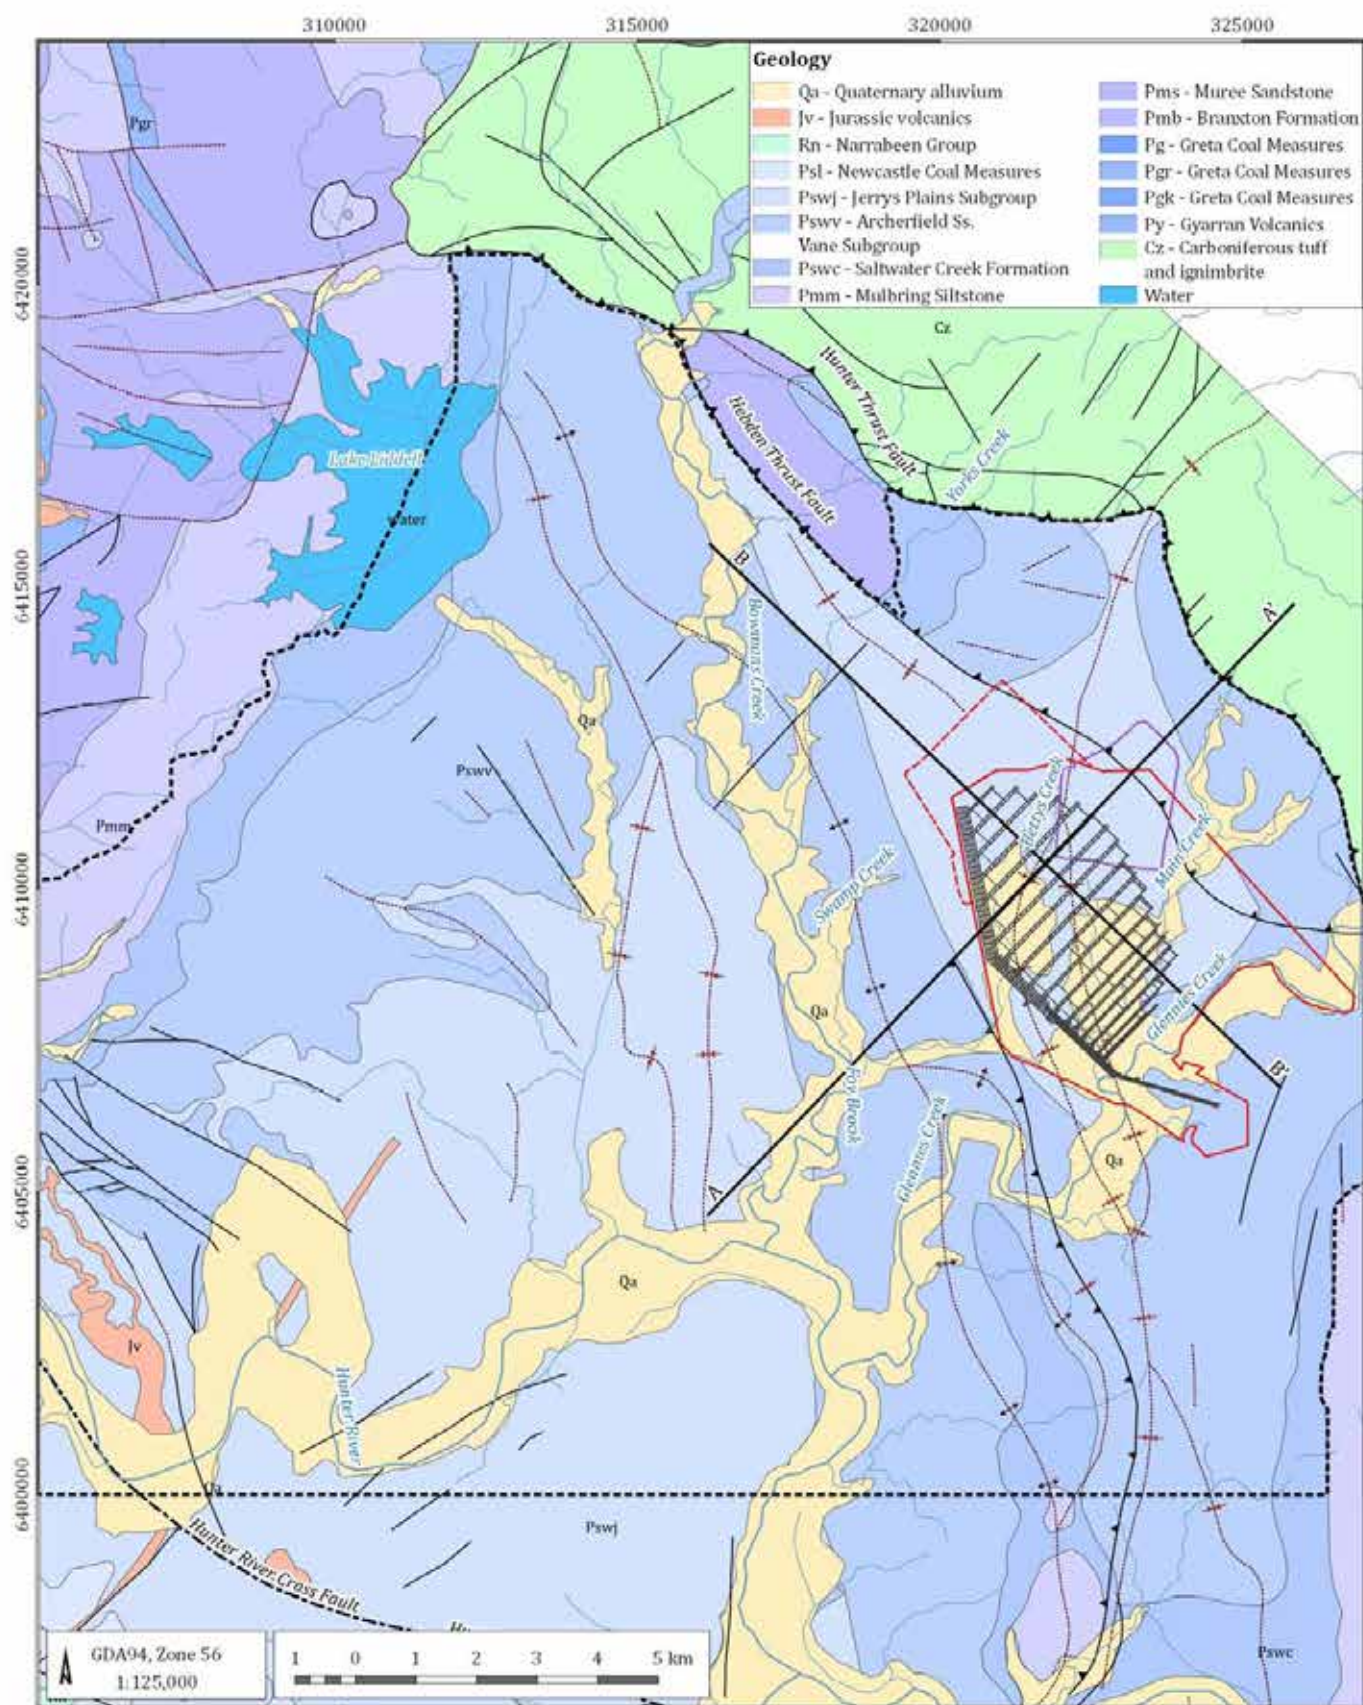 310000
315000
320000
325000
Geology
Qa - Quaternary alluvium
Jv - Jurassic volcanics
Rn - Narrabeen Group
Psl - Newcastle Coal Measures
Pswj - Jerrys Plains Subgroup
Pswv - Archerfield Ss.
Vane Subgroup
Pswc - Saltwater Creek Formation
Pmm - Mulbring Siltstone
Pms - Muree Sandstone
Pmb - Branxton Formation
Pg - Greta Coal Measures
Pgr - Greta Coal Measures
Pgk - Greta Coal Measures
Py - Gyarran Volcanics
Cz - Carboniferous tuff
and ignimbrite
Water
Pgr
6420000
Cz
Hunter Thrust Fault
Hebden Thrust Fault
Yorks Creek
Lake Liddell
Water
6415000
B
A'
Bowmans Creek
Qa
Pswv
Pmm
Bettys Creek
Main Creek
6410000
Swamp Creek
Qa
Glennies Creek
B'
Foy Brook
Glennies Creek
Qa
A
6405000
Qa
Jv
Hunter River
6400000
Qa
Pswj
Hunter River Cross Fault
Pswc
GDA94, Zone 56
1:125,000
1 0 1 2 3 4 5 km